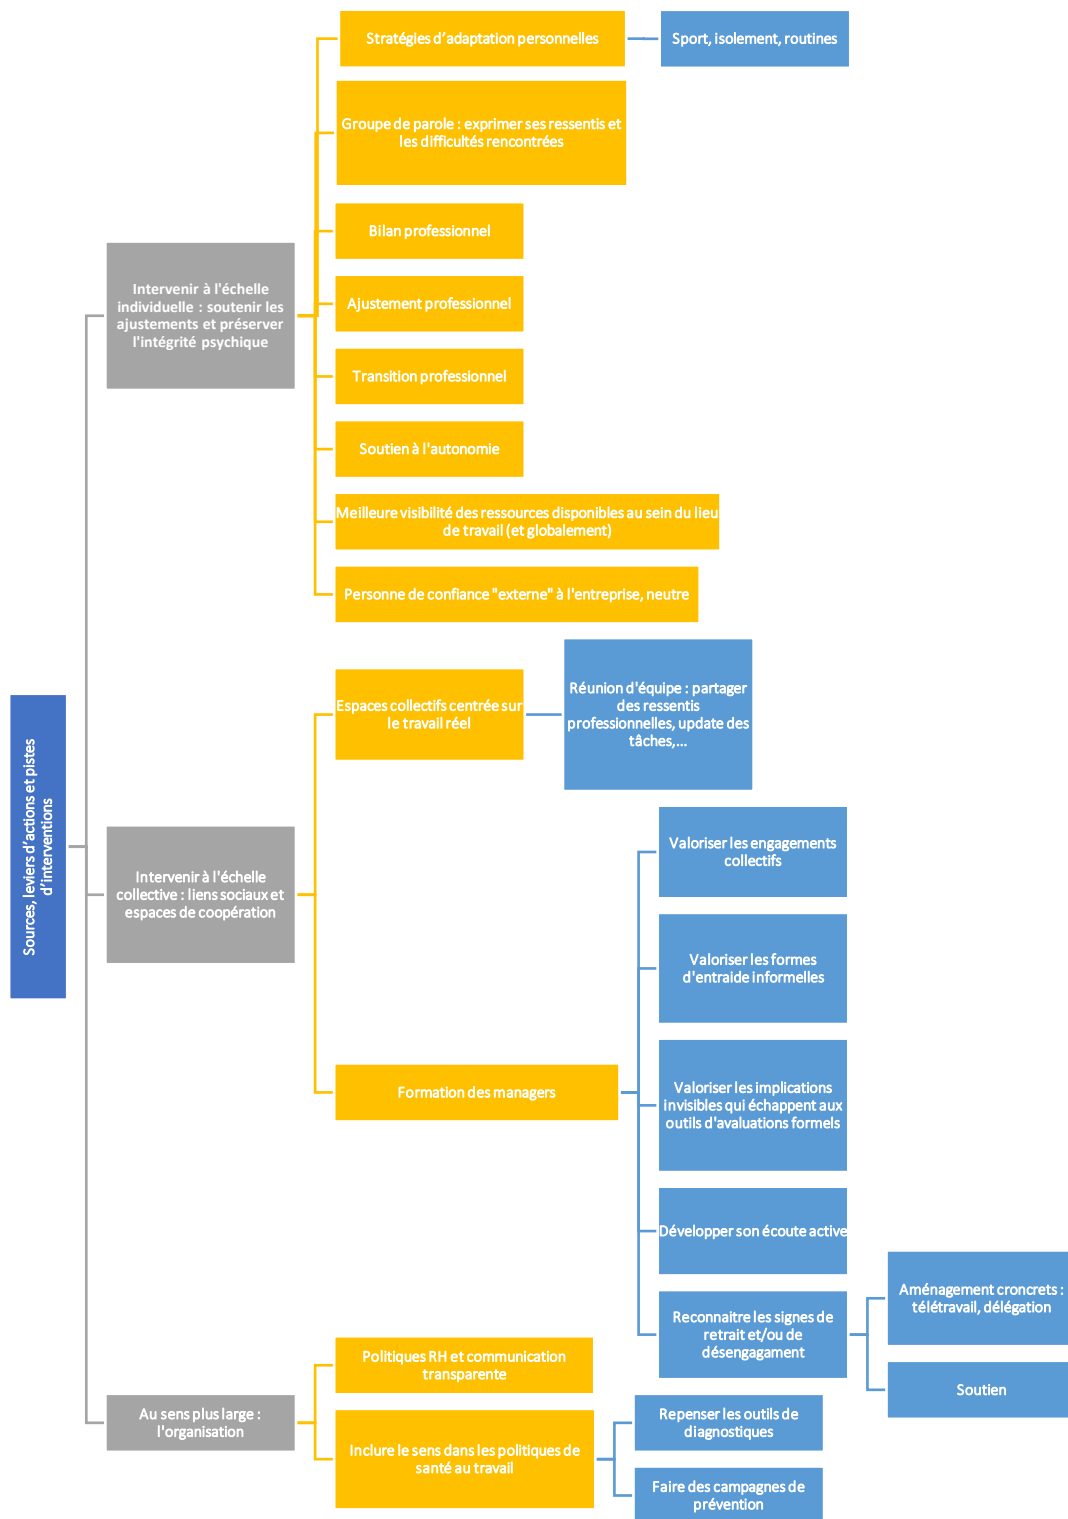 Sources, leviers d'actions et pistes
d'interventions
Intervenir à l'échelle
individuelle : soutenir les
ajustements et préserver
l'intégrité psychique
Stratégies d'adaptation personnelles
Sport, isolement, routines
Groupe de parole : exprimer ses ressentis et
les difficultés rencontrées
Bilan professionnel
Ajustement professionnel
Transition professionnel
Soutien à l'autonomie
Meilleure visibilité des ressources disponibles au sein du lieu
de travail (et globalement)
Personne de confiance "externe" à l'entreprise, neutre
Intervenir à l'échelle
collective : liens sociaux et
espaces de coopération
Espaces collectifs centrée sur
le travail réel
Réunion d'équipe : partager
des ressentis
professionnelles, update des
tâches,...
Formation des managers
Valoriser les engagements
collectifs
Valoriser les formes
d'entraide informelles
Valoriser les implications
invisibles qui échappent aux
outils d'avaluations formels
Développer son écoute active
Reconnaitre les signes de
retrait et/ou de
désengagament
Aménagement croncrets :
télétravail, délégation
Soutien
Au sens plus large :
l'organisation
Politiques RH et communication
transparente
Inclure le sens dans les politiques de
santé au travail
Repenser les outils de
diagnostiques
Faire des campagnes de
prévention